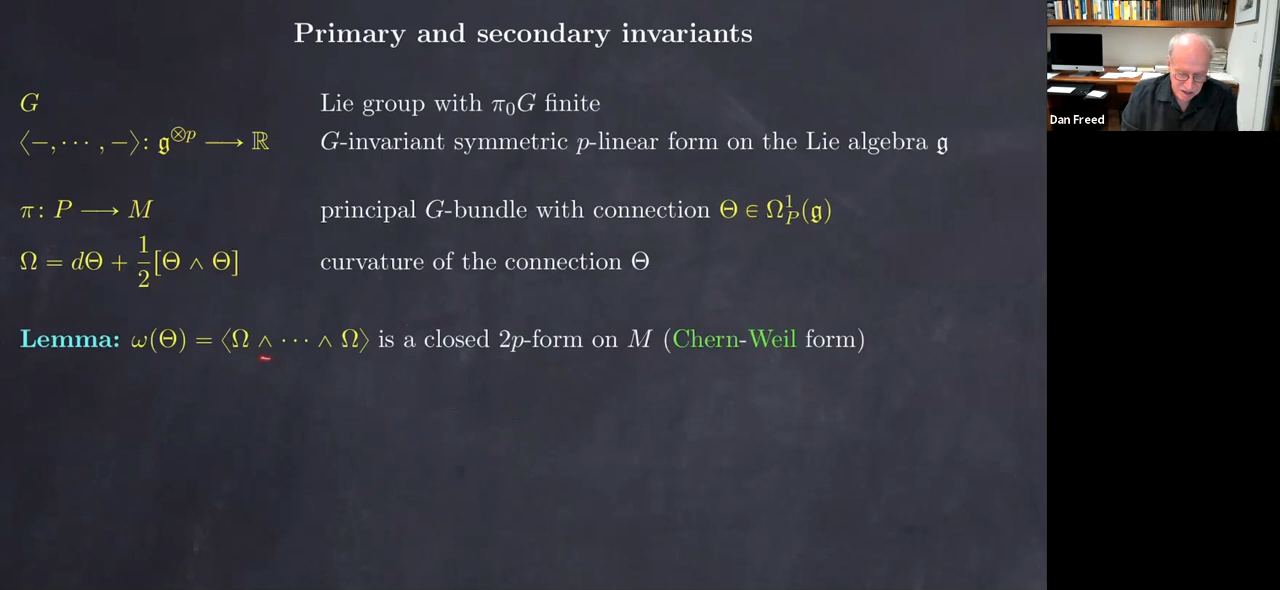 Primary and secondary invariants
G Lie group with π₀G finite
⟨−, ⋯ , −⟩: 𝔤^{⊗p} ⟶ ℝ G-invariant symmetric p-linear form on the Lie algebra 𝔤
π: P ⟶ M principal G-bundle with connection Θ ∈ Ω¹_P(𝔤)
Ω = dΘ + 1/2[Θ ∧ Θ] curvature of the connection Θ
Lemma: ω(Θ) = ⟨Ω ∧ ⋯ ∧ Ω⟩ is a closed 2p-form on M (Chern-Weil form)
Dan Freed